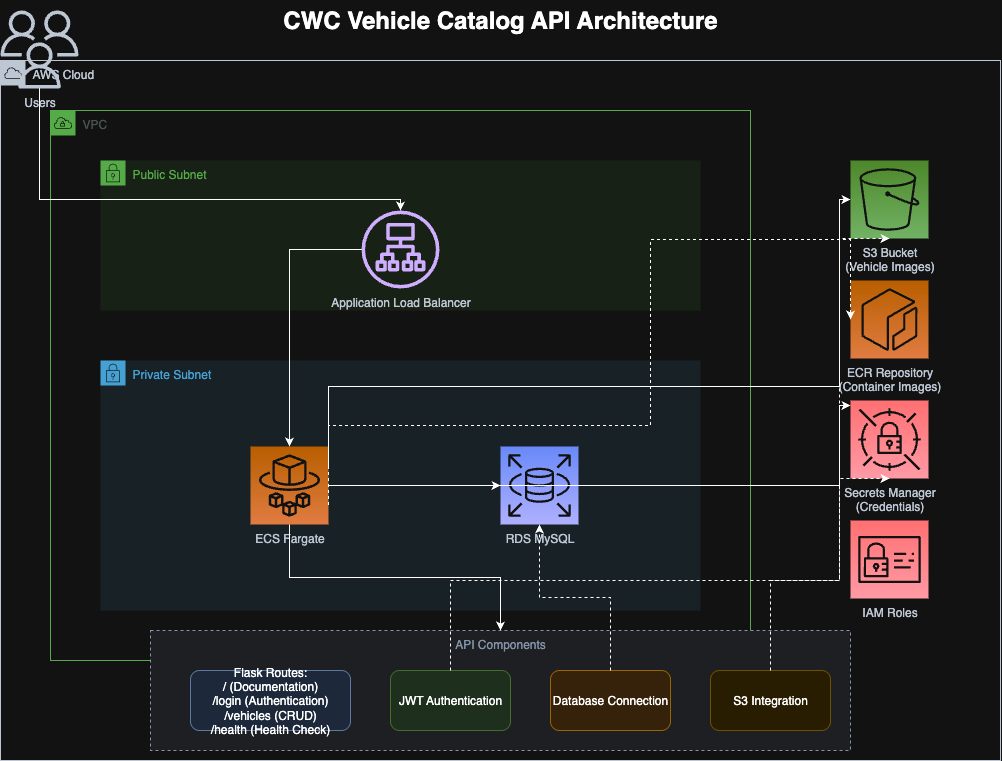 CWC Vehicle Catalog API Architecture
AWS Cloud
Users
VPC
Public Subnet
Application Load Balancer
S3 Bucket
(Vehicle Images)
ECR Repository
(Container Images)
Private Subnet
Secrets Manager
(Credentials)
ECS Fargate
RDS MySQL
IAM Roles
API Components
Flask Routes:
/ (Documentation)
/login (Authentication)
/vehicles (CRUD)
/health (Health Check)
JWT Authentication
Database Connection
S3 Integration